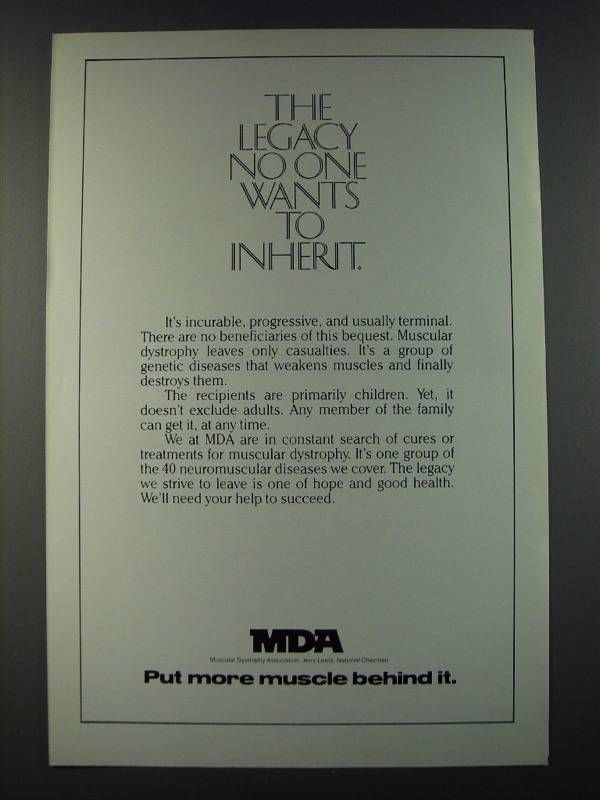 THE
LEGACY
NO ONE
WANTS
TO
INHERIT.
It's incurable, progressive, and usually terminal.
There are no beneficiaries of this bequest. Muscular
dystrophy leaves only casualties. It's a group of
genetic diseases that weakens muscles and finally
destroys them.
The recipients are primarily children. Yet, it
doesn't exclude adults. Any member of the family
can get it, at any time.
We at MDA are in constant search of cures or
treatments for muscular dystrophy. It's one group of
the 40 neuromuscular diseases we cover. The legacy
we strive to leave is one of hope and good health.
We'll need your help to succeed.
MDA
Muscular Dystrophy Association, Jerry Lewis, National Chairman
Put more muscle behind it.